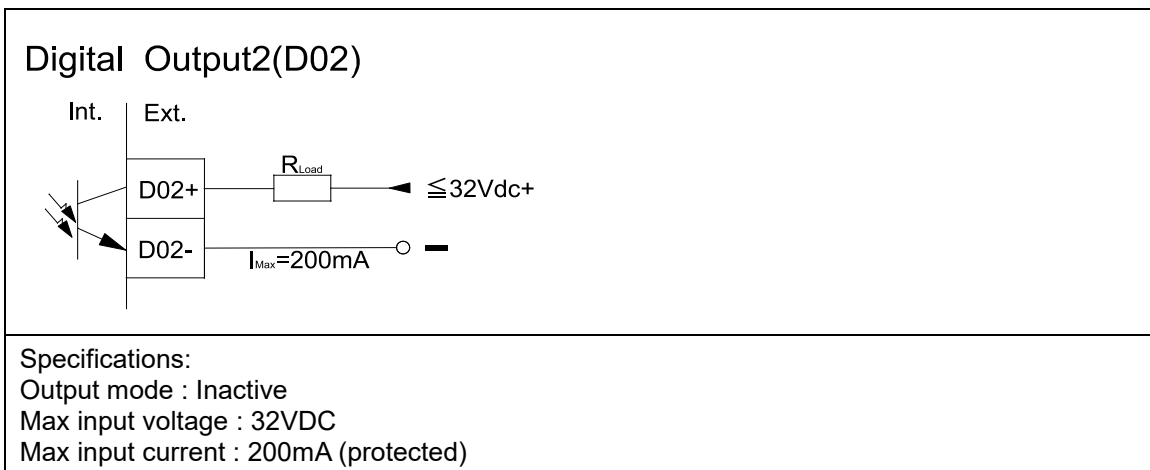 Digital Output2(D02)
Int. Ext.
D02+
RLoad
≦32Vdc+
D02-
IMax=200mA
Specifications:
Output mode : Inactive
Max input voltage : 32VDC
Max input current : 200mA (protected)